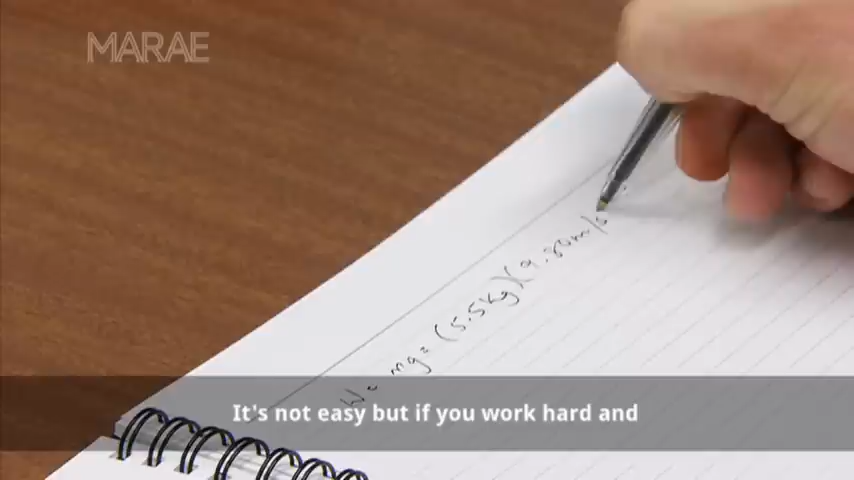 MARAE
W = mg = (5.5kg)(9.80m/s
It's not easy but if you work hard and